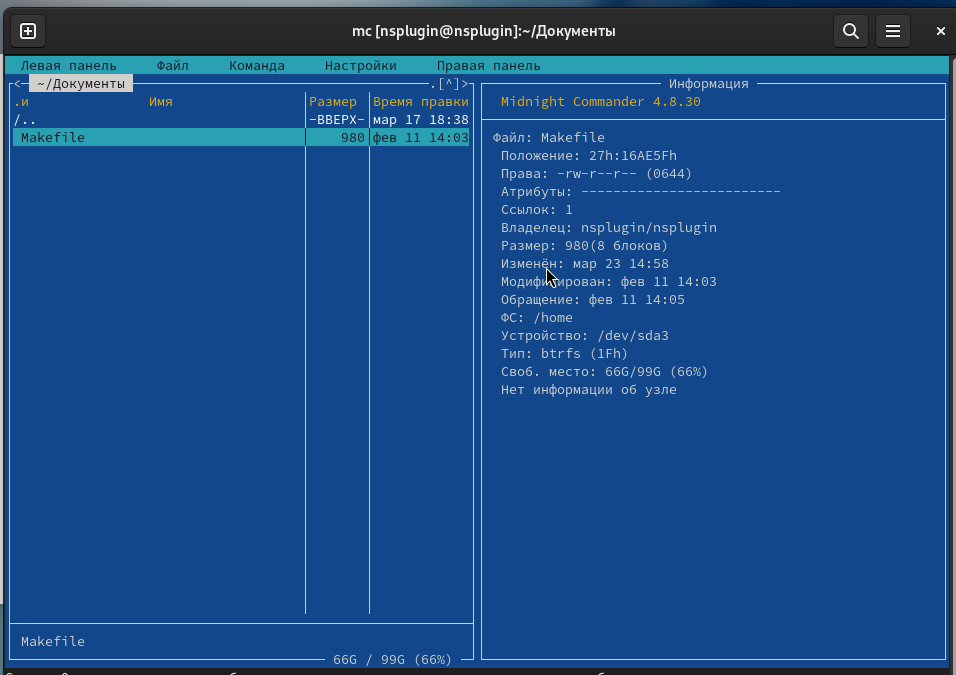 mc [nsplugin@nsplugin]:~/Документы
Левая панель Файл Команда Настройки Правая панель
<─ ~/Документы .[^]>
.и Имя Размер Время правки
/.. -ВВЕРХ- мар 17 18:38
Makefile 980 фев 11 14:03
Makefile
66G / 99G (66%)
Информация
Midnight Commander 4.8.30
Файл: Makefile
Положение: 27h:16AE5Fh
Права: -rw-r--r-- (0644)
Атрибуты: -------------------------
Ссылок: 1
Владелец: nsplugin/nsplugin
Размер: 980(8 блоков)
Изменён: мар 23 14:58
Модифицирован: фев 11 14:03
Обращение: фев 11 14:05
ФС: /home
Устройство: /dev/sda3
Тип: btrfs (1Fh)
Своб. место: 66G/99G (66%)
Нет информации об узле